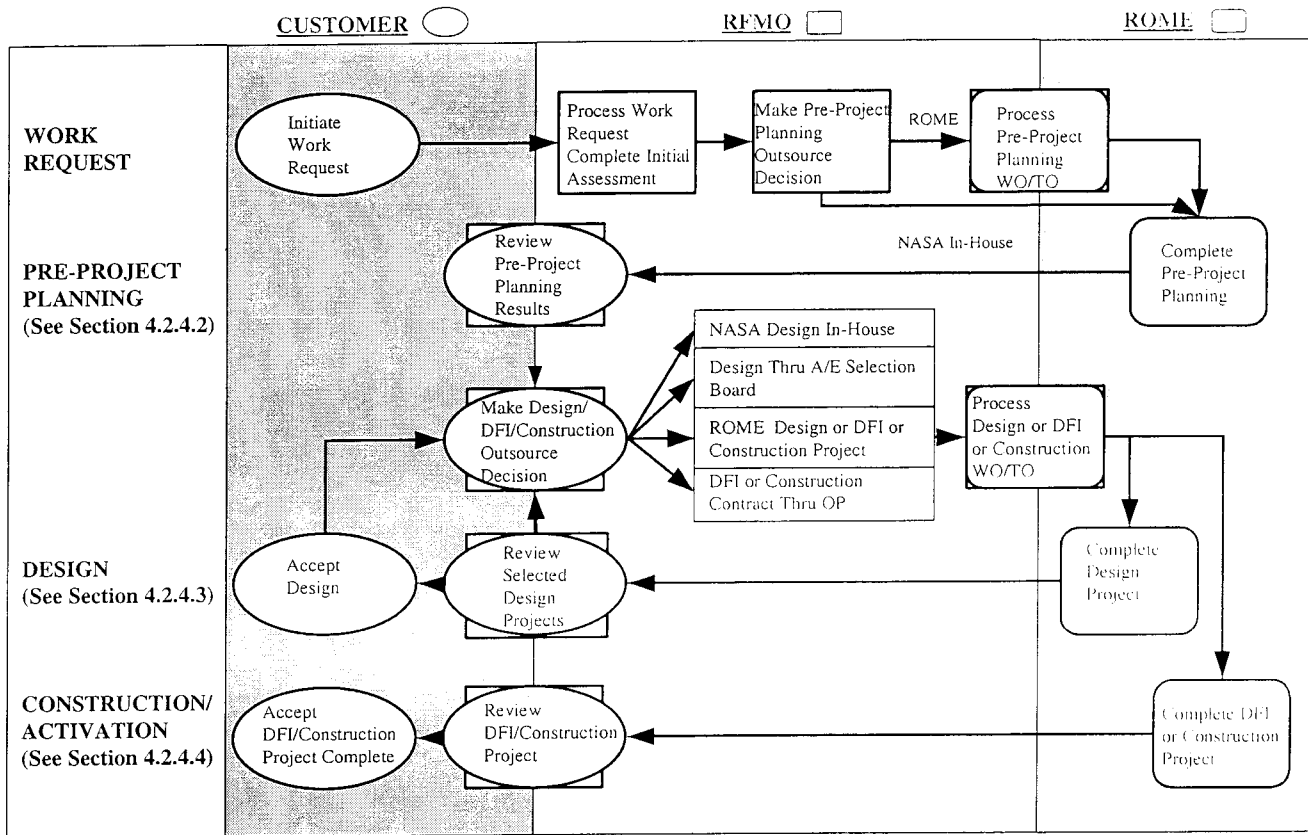 CUSTOMER
RFMO
ROME
WORK
REQUEST
Initiate
Work
Request
Process Work
Request
Complete Initial
Assessment
Make Pre-Project
Planning
Outsource
Decision
ROME
Process
Pre-Project
Planning
WO/TO
PRE-PROJECT
PLANNING
(See Section 4.2.4.2)
Review
Pre-Project
Planning
Results
NASA In-House
Complete
Pre-Project
Planning
Make Design/
DFI/Construction
Outsource
Decision
NASA Design In-House
Design Thru A/E Selection
Board
ROME Design or DFI or
Construction Project
DFI or Construction
Contract Thru OP
Process
Design or DFI
or Construction
WO/TO
DESIGN
(See Section 4.2.4.3)
Accept
Design
Review
Selected
Design
Projects
Complete
Design
Project
CONSTRUCTION/
ACTIVATION
(See Section 4.2.4.4)
Accept
DFI/Construction
Project Complete
Review
DFI/Construction
Project
Complete DFI
or Construction
Project